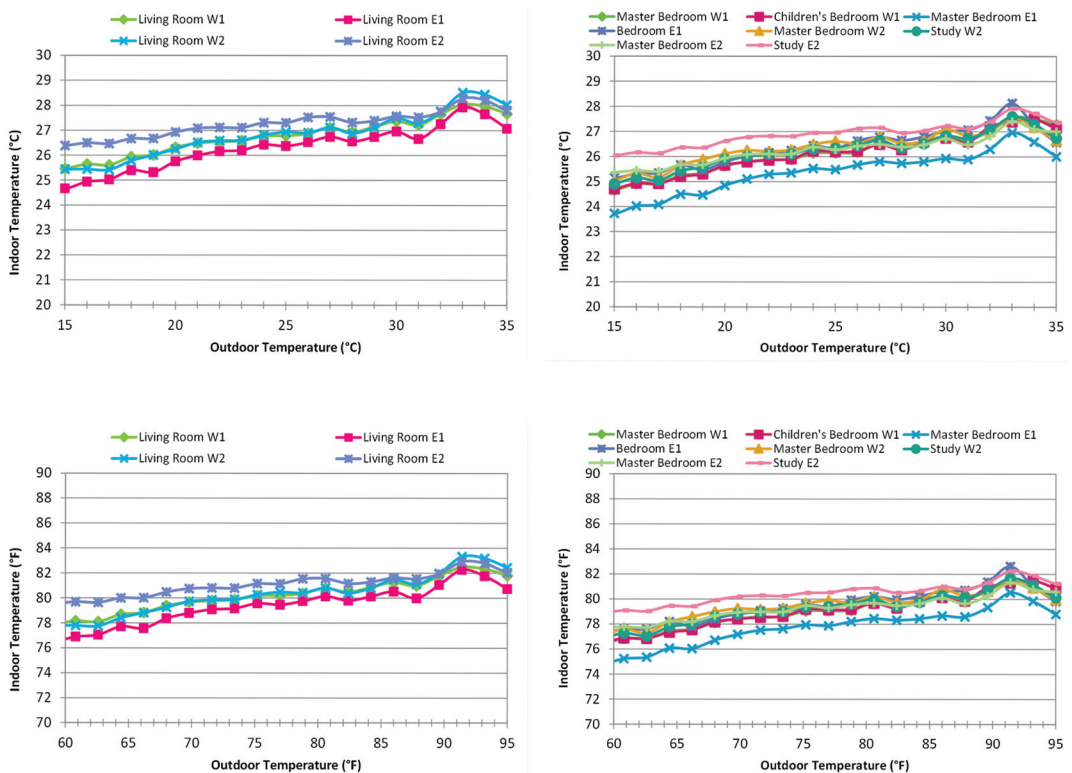 Living Room W1 Living Room E1
Living Room W2 Living Room E2
30
29
28
27
26
25
24
23
22
21
20
Indoor Temperature (°C)
15 20 25 30 35
Outdoor Temperature (°C)
Master Bedroom W1 Children's Bedroom W1 Master Bedroom E1
Bedroom E1 Master Bedroom W2 Study W2
Master Bedroom E2 Study E2
30
29
28
27
26
25
24
23
22
21
20
Indoor Temperature (°C)
15 20 25 30 35
Outdoor Temperature (°C)
Living Room W1 Living Room E1
Living Room W2 Living Room E2
90
88
86
84
82
80
78
76
74
72
70
Indoor Temperature (°F)
60 65 70 75 80 85 90 95
Outdoor Temperature (°F)
Master Bedroom W1 Children's Bedroom W1 Master Bedroom E1
Bedroom E1 Master Bedroom W2 Study W2
Master Bedroom E2 Study E2
90
88
86
84
82
80
78
76
74
72
70
Indoor Temperature (°F)
60 65 70 75 80 85 90 95
Outdoor Temperature (°F)